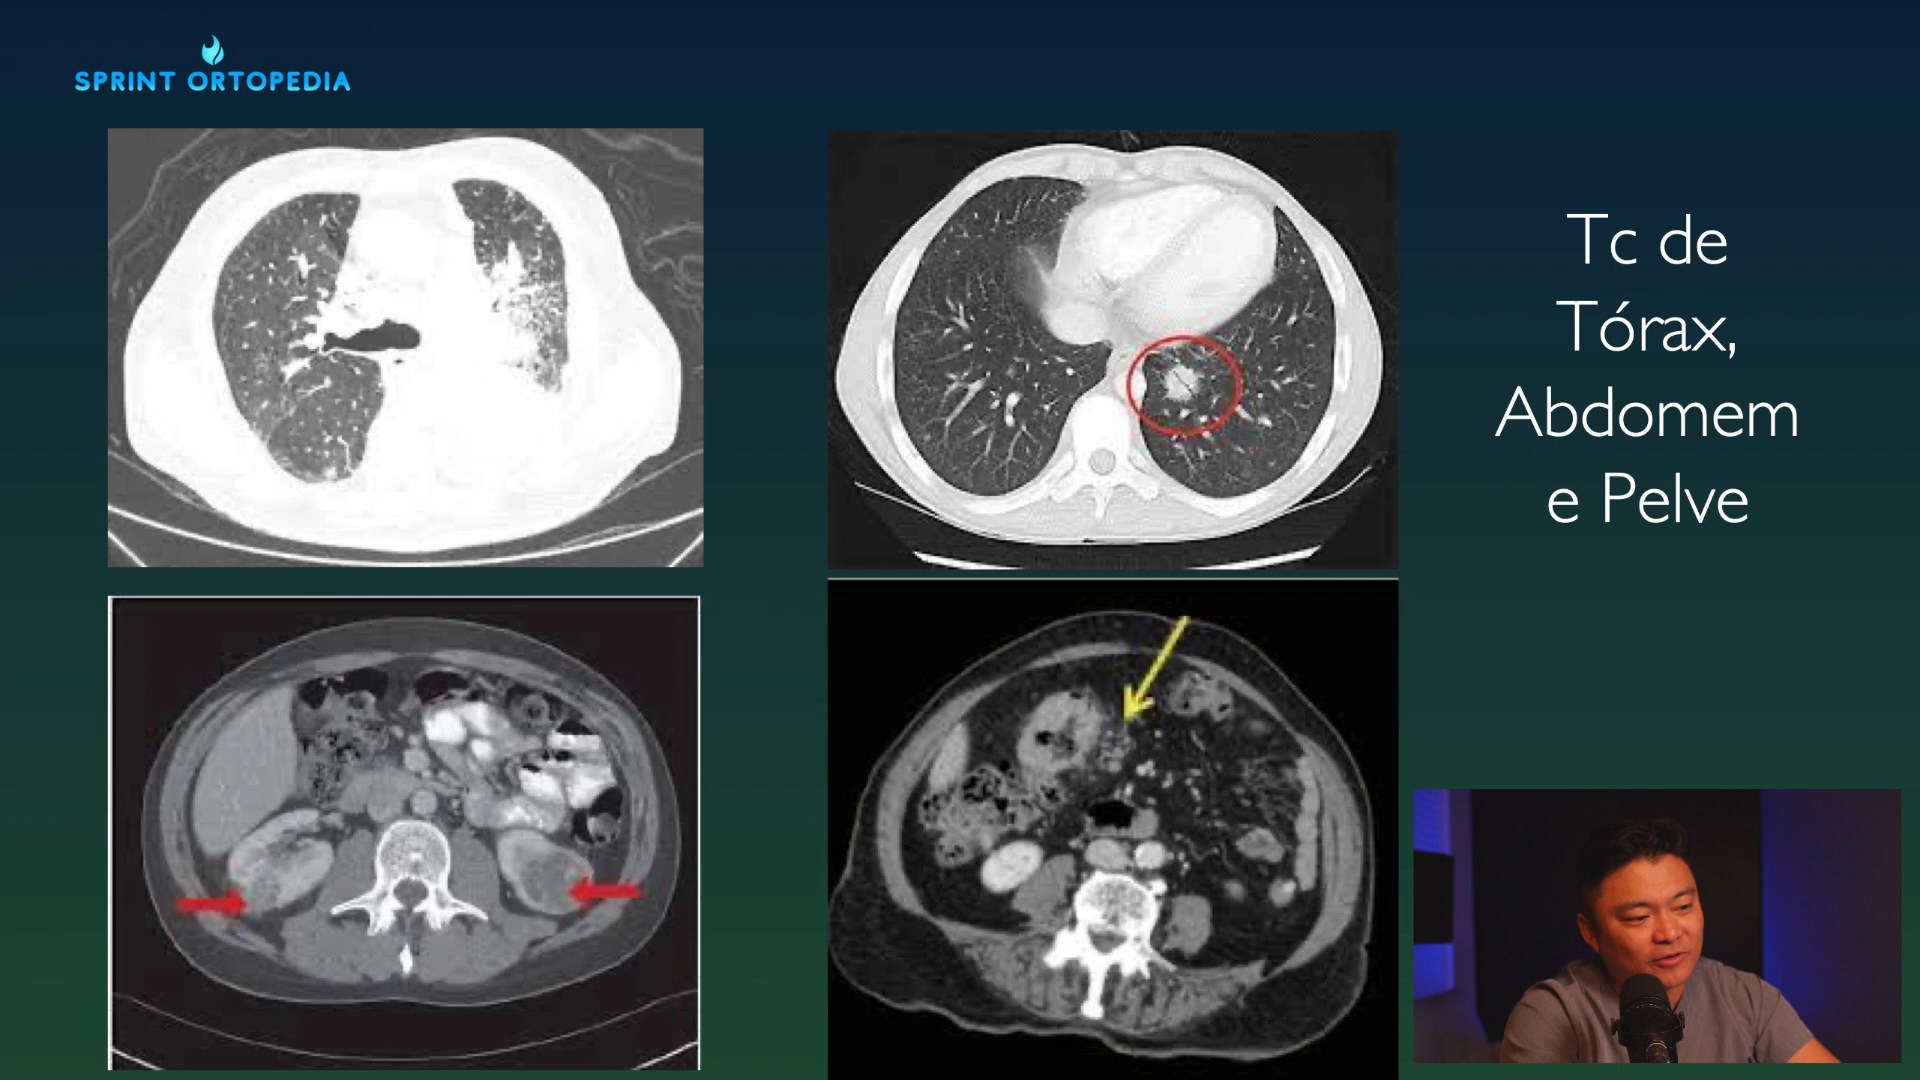 SPRINT ORTOPEDIA
Tc de
Tórax,
Abdomem
e Pelve